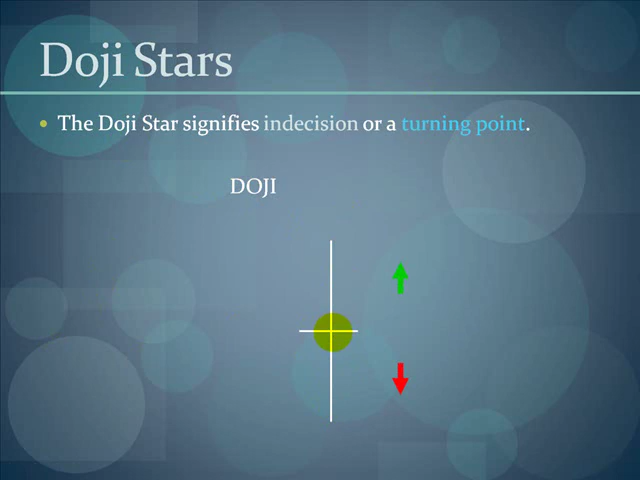 Doji Stars
The Doji Star signifies indecision or a turning point.
DOJI